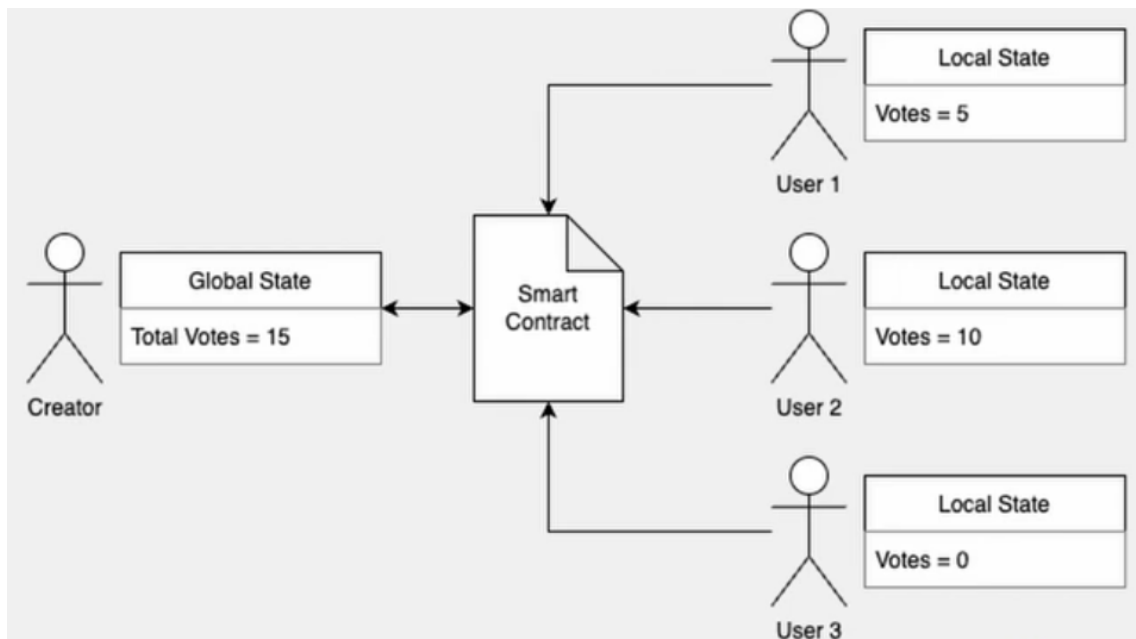 Local State
Votes = 5
User 1
Global State
Total Votes = 15
Creator
Smart
Contract
Local State
Votes = 10
User 2
Local State
Votes = 0
User 3